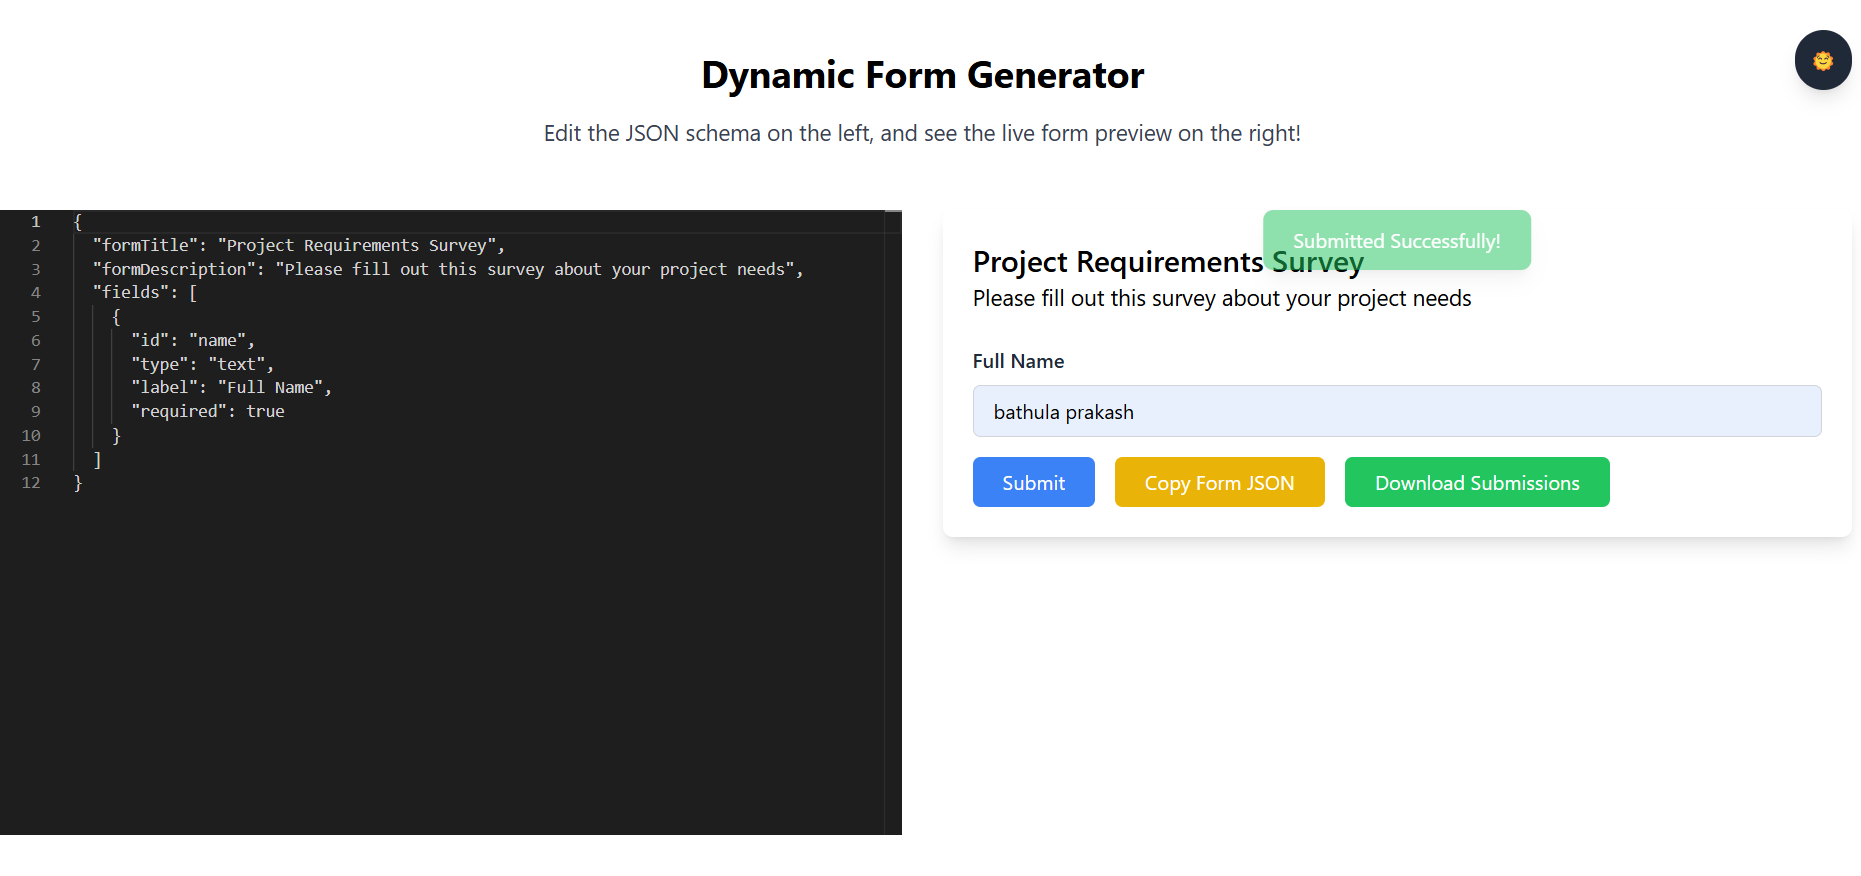 Dynamic Form Generator
Edit the JSON schema on the left, and see the live form preview on the right!
1 {
2 "formTitle": "Project Requirements Survey",
3 "formDescription": "Please fill out this survey about your project needs",
4 "fields": [
5 {
6 "id": "name",
7 "type": "text",
8 "label": "Full Name",
9 "required": true
10 }
11 ]
12 }
Submitted Successfully!
Project Requirements Survey
Please fill out this survey about your project needs
Full Name
bathula prakash
Submit Copy Form JSON Download Submissions